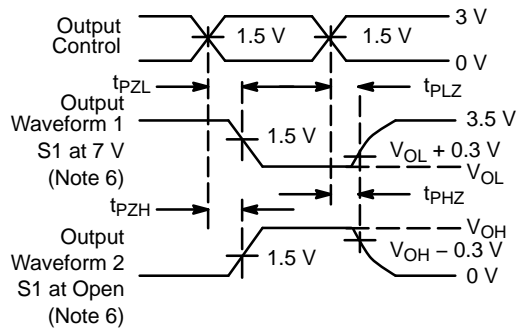 Output
Control
1.5 V
1.5 V
3 V
0 V
tPZL
tPLZ
Output
Waveform 1
S1 at 7 V
(Note 6)
1.5 V
3.5 V
VOL + 0.3 V
VOL
tPZH
tPHZ
Output
Waveform 2
S1 at Open
(Note 6)
1.5 V
VOH
VOH – 0.3 V
0 V